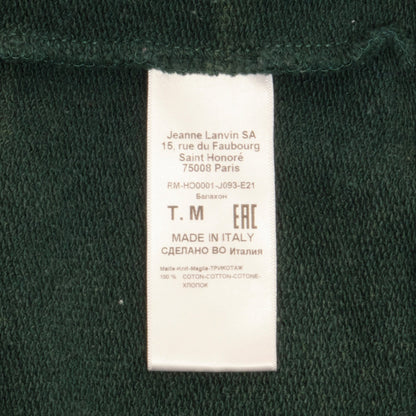 Jeanne Lanvin SA
15, rue du Faubourg
Saint Honoré
75008 Paris
RM-HO0001-J093-E21
Балахон
T. M EAC
MADE IN ITALY
СДЕЛАНО ВО Италия
Maille-Knit-Maglia-ТРИКОТАЖ
100 % COTON-COTTON-COTONE-
ХЛОПОК